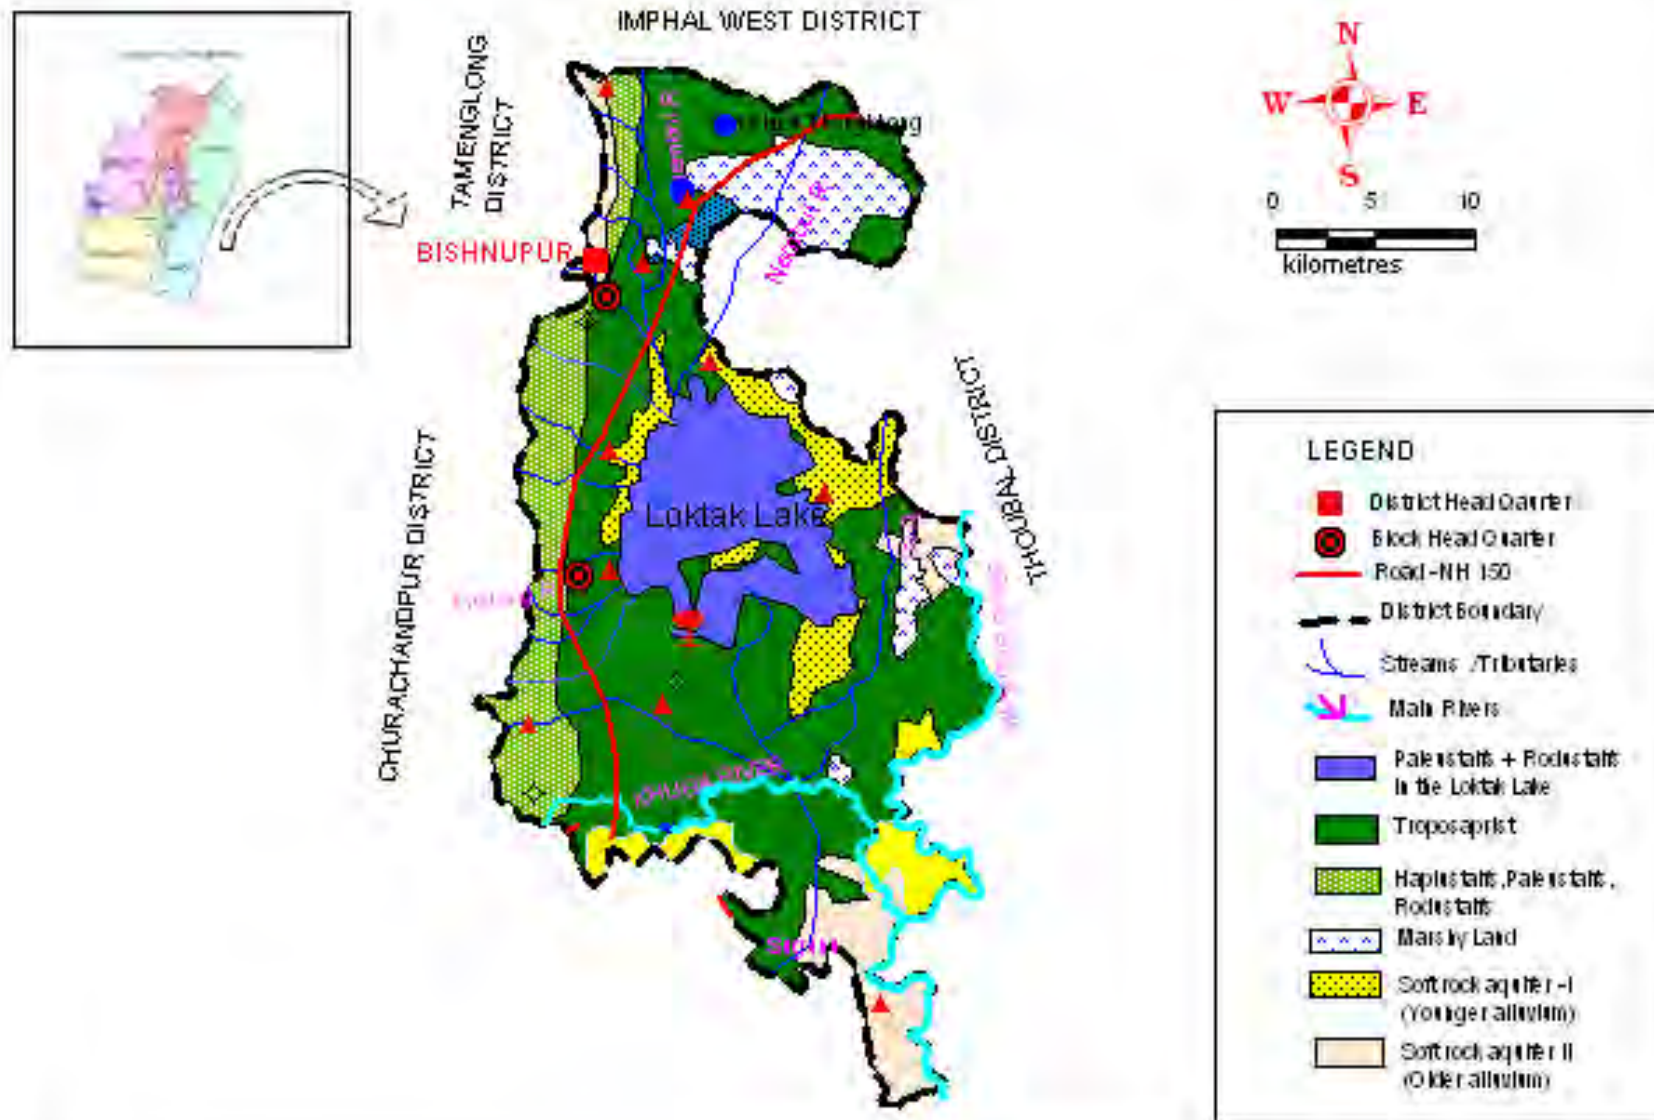 IMPHAL WEST DISTRICT
TAMENGLONG
DISTRICT
BISHNUPUR
CHURACHANDPUR DISTRICT
THOUBAL DISTRICT
Loktak Lake
N
W
E
S
0 5 10
kilometres
LEGEND
District Head Qaurter
Block Head Quarter
Road -NH 150
District Boundary
Streams /Tributaries
Main Rivers
Paleustalfs + Rodustalfs
in the Loktak Lake
Troposaprist
Haplustalfs, Paleustalfs,
Rodustalfs
Marshy Land
Soft rock aquifer -I
(Younger alluvium)
Soft rock aquifer II
(Older alluvium)